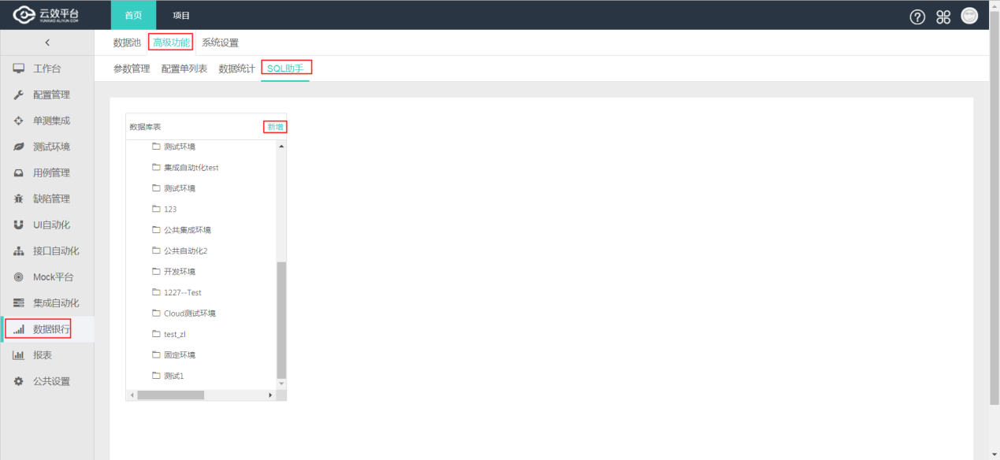 云效平台
YUNXIAO.ALIYUN.COM
首页
项目
数据池
高级功能
系统设置
参数管理
配置单列表
数据统计
SQL助手
工作台
配置管理
单测集成
测试环境
用例管理
缺陷管理
UI自动化
接口自动化
Mock平台
集成自动化
数据银行
报表
公共设置
数据库表
新增
测试环境
集成自动t化test
测试环境
123
公共集成环境
公共自动化2
开发环境
1227--Test
Cloud测试环境
test_zl
固定环境
测试1